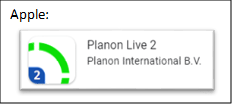 Apple:
Planon Live 2
Planon International B.V.
2